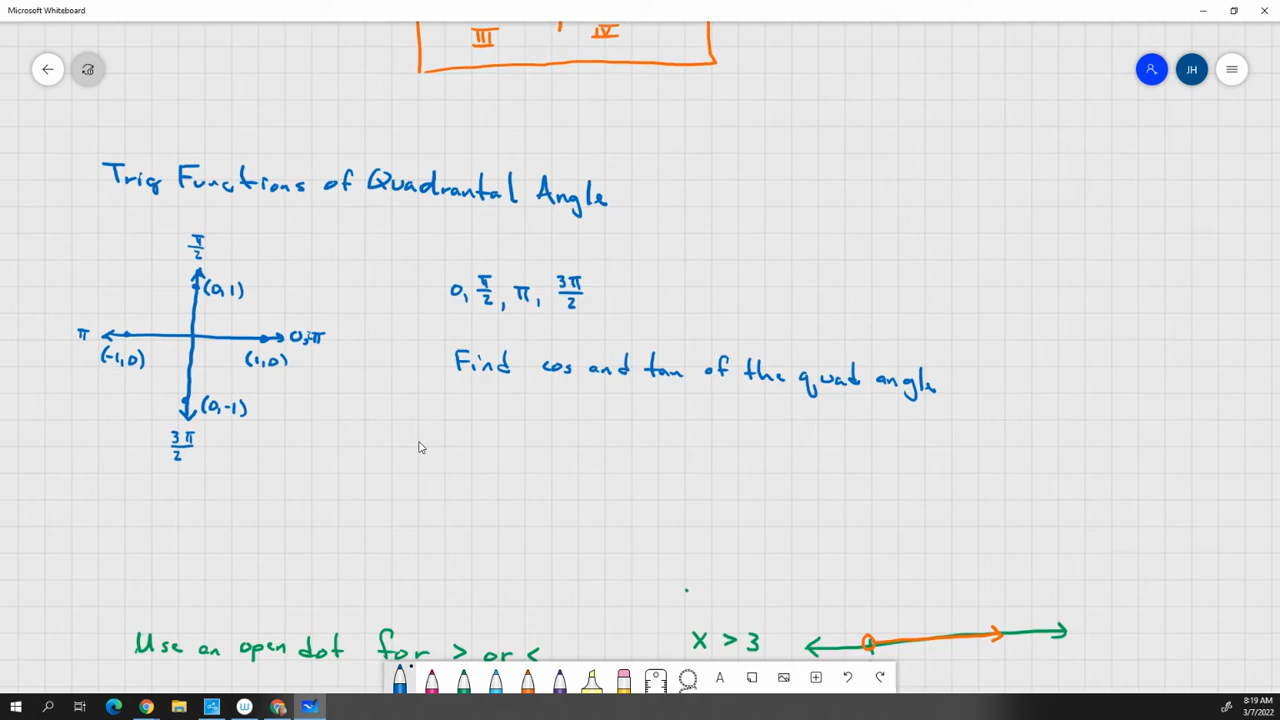 Microsoft Whiteboard
III IV
JH
Trig Functions of Quadrantal Angle
π/2
(0,1)
0, π/2, π, 3π/2
π
(-1,0) (1,0)
Find cos and tan of the quad angle
(0,-1)
3π/2
Use an open dot for > or <
x > 3
A
8:19 AM
3/7/2022